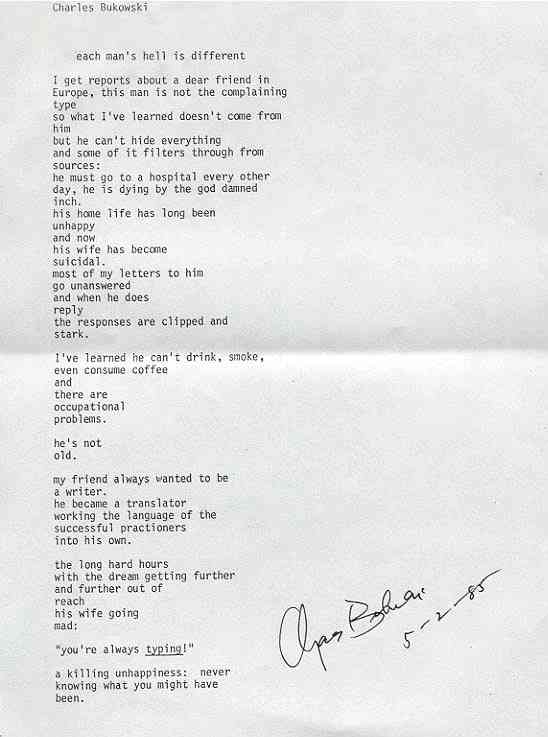 Charles Bukowski
each man's hell is different
I get reports about a dear friend in
Europe, this man is not the complaining
type
so what I've learned doesn't come from
him
but he can't hide everything
and some of it filters through from
sources:
he must go to a hospital every other
day, he is dying by the god damned
inch.
his home life has long been
unhappy
and now
his wife has become
suicidal.
most of my letters to him
go unanswered
and when he does
reply
the responses are clipped and
stark.
I've learned he can't drink, smoke,
even consume coffee
and
there are
occupational
problems.
he's not
old.
my friend always wanted to be
a writer.
he became a translator
working the language of the
successful practioners
into his own.
the long hard hours
with the dream getting further
and further out of
reach
his wife going
mad:
"you're always typing!"
a killing unhappiness:  never
knowing what you might have
been.
5-2-85